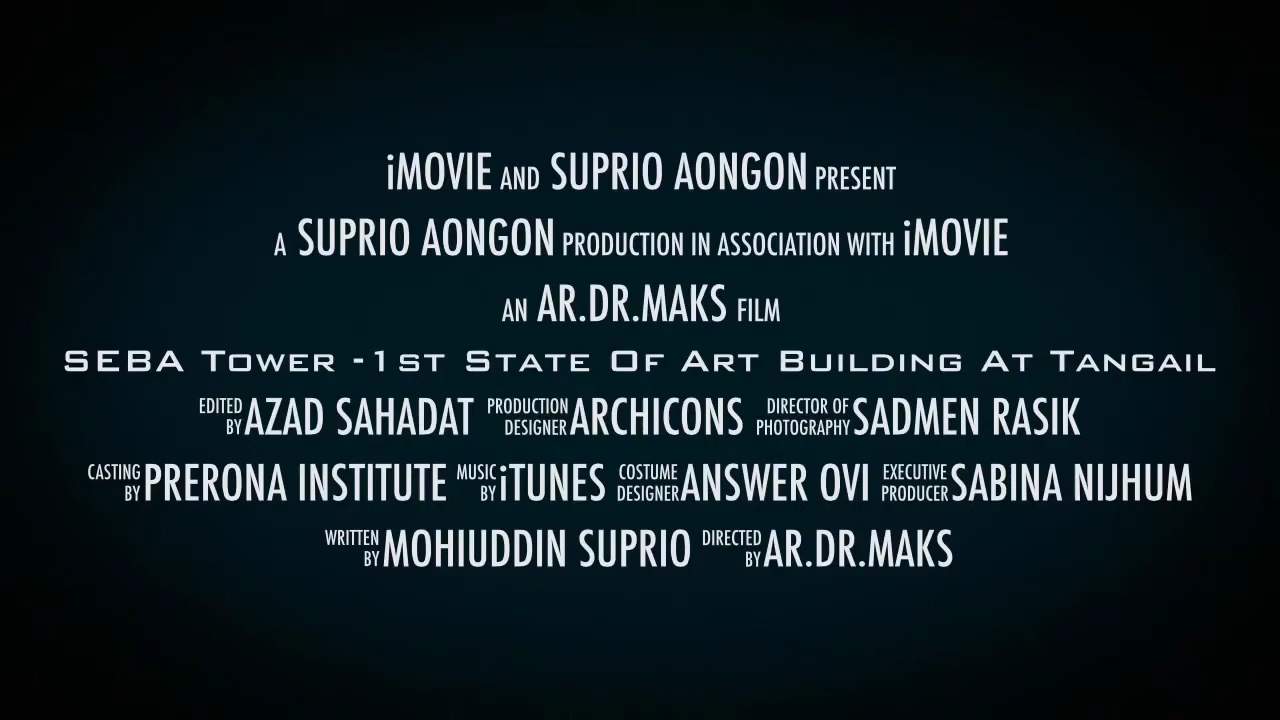 iMOVIE AND SUPRIO AONGON PRESENT
A SUPRIO AONGON PRODUCTION IN ASSOCIATION WITH iMOVIE
AN AR.DR.MAKS FILM
SEBA TOWER -1ST STATE OF ART BUILDING AT TANGAIL
EDITED BY AZAD SAHADAT PRODUCTION DESIGNER ARCHICONS DIRECTOR OF PHOTOGRAPHY SADMEN RASIK
CASTING BY PRERONA INSTITUTE MUSIC BY iTUNES COSTUME DESIGNER ANSWER OVI EXECUTIVE PRODUCER SABINA NIJHUM
WRITTEN BY MOHIUDDIN SUPRIO DIRECTED BY AR.DR.MAKS